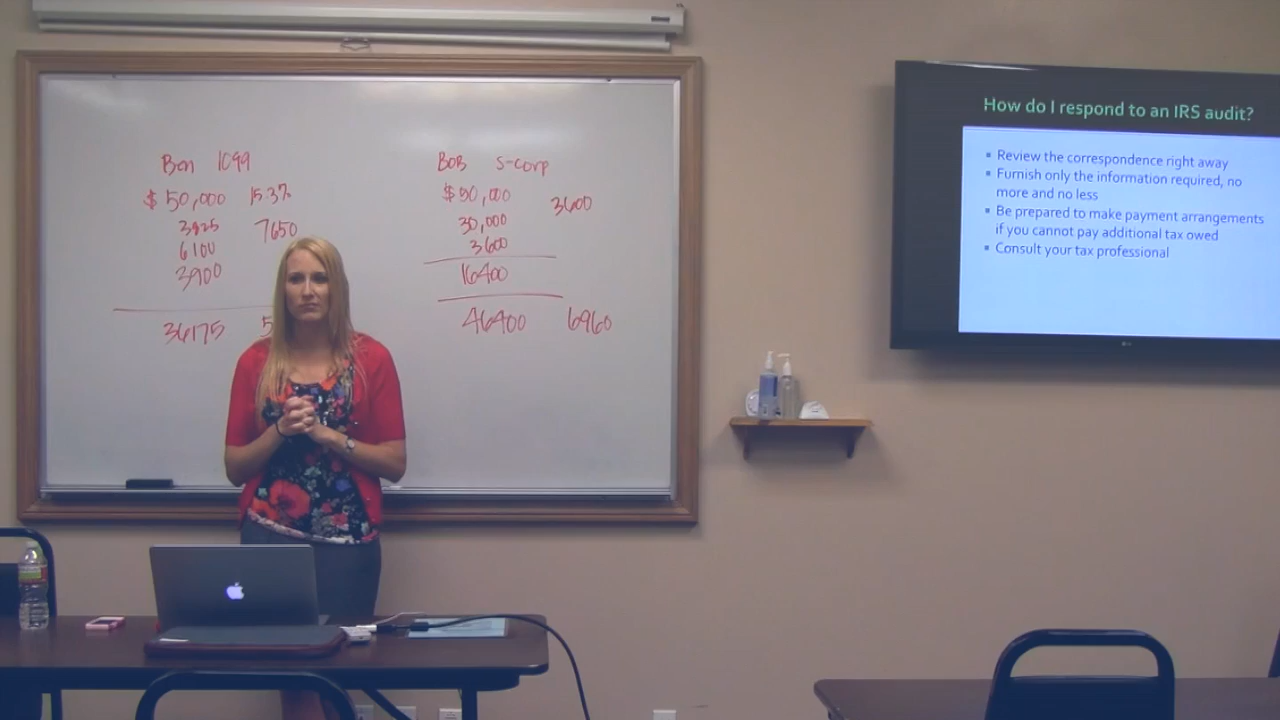 Ben 1099
$50,000 15.3%
3825 7650
6100
3900
36175 5
BOB S-Corp
$50,000 3600
30,000
3600
16400
46400 6960
How do I respond to an IRS audit?
▪ Review the correspondence right away
▪ Furnish only the information required, no
more and no less
▪ Be prepared to make payment arrangements
if you cannot pay additional tax owed
▪ Consult your tax professional
LG